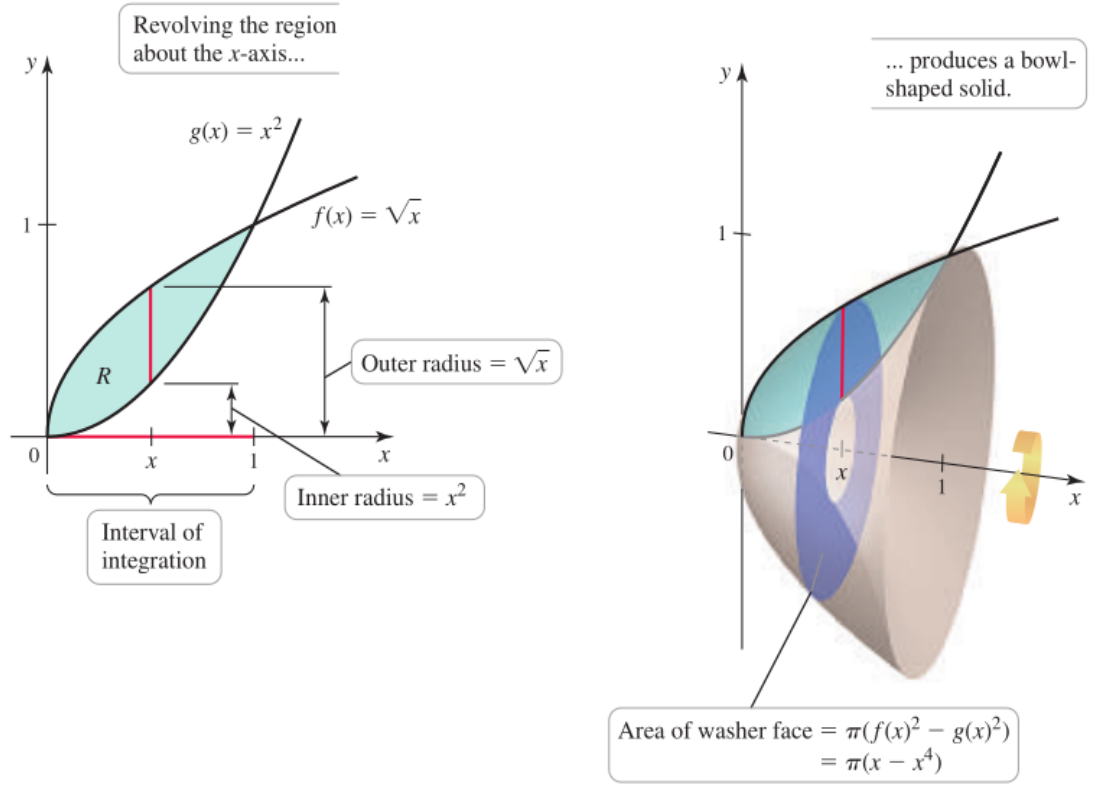 Revolving the region
about the x-axis...
y
g(x) = x²
f(x) = √x
1
R
Outer radius = √x
0
x
1
x
Inner radius = x²
Interval of
integration
... produces a bowl-
shaped solid.
y
1
0
x
1
x
Area of washer face = π(f(x)² − g(x)²)
= π(x − x⁴)